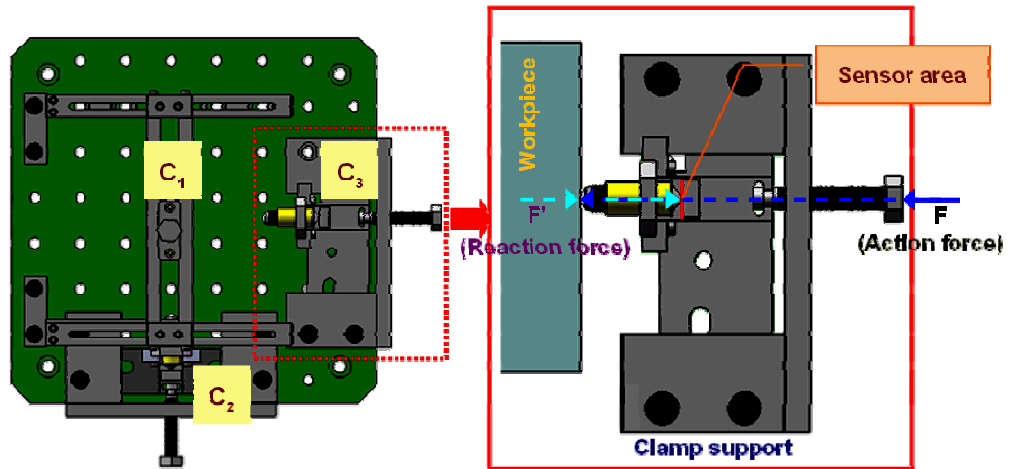 C1
C3
C2
Workpiece
Sensor area
F'
(Reaction force)
F
(Action force)
Clamp support